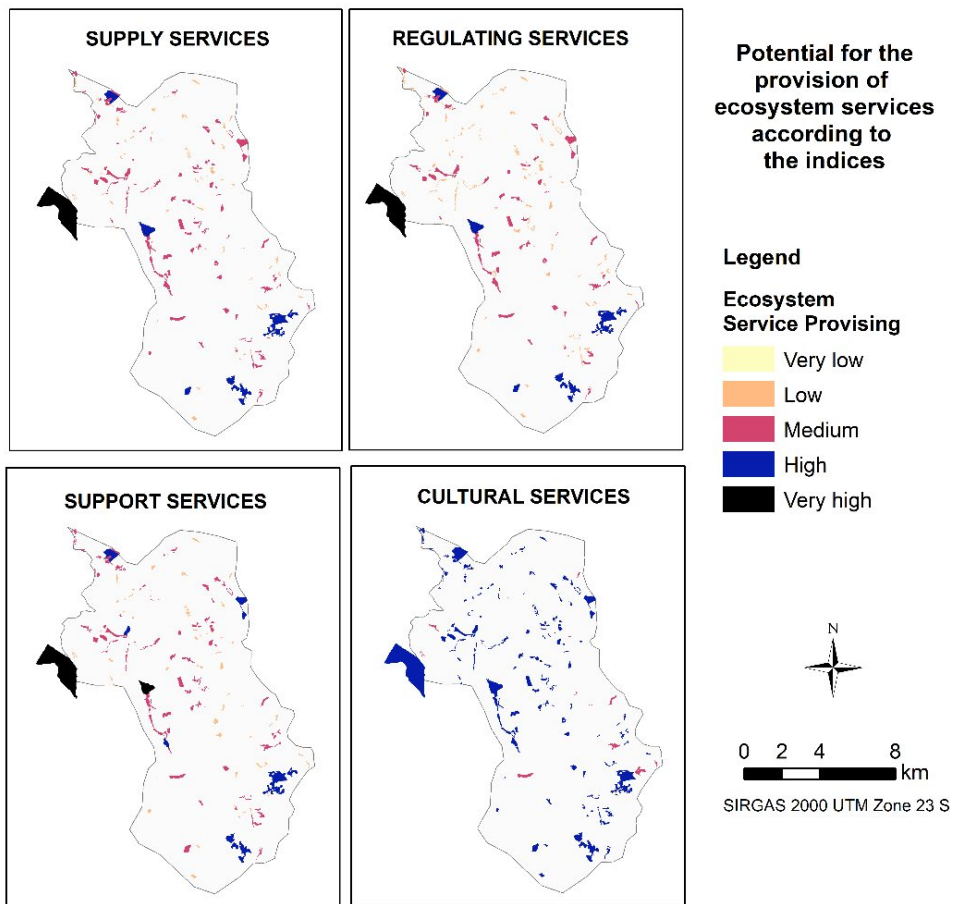 SUPPLY SERVICES
REGULATING SERVICES
SUPPORT SERVICES
CULTURAL SERVICES
Potential for the
provision of
ecosystem services
according to
the indices
Legend
Ecosystem
Service Provising
Very low
Low
Medium
High
Very high
N
0 2 4 8
km
SIRGAS 2000 UTM Zone 23 S